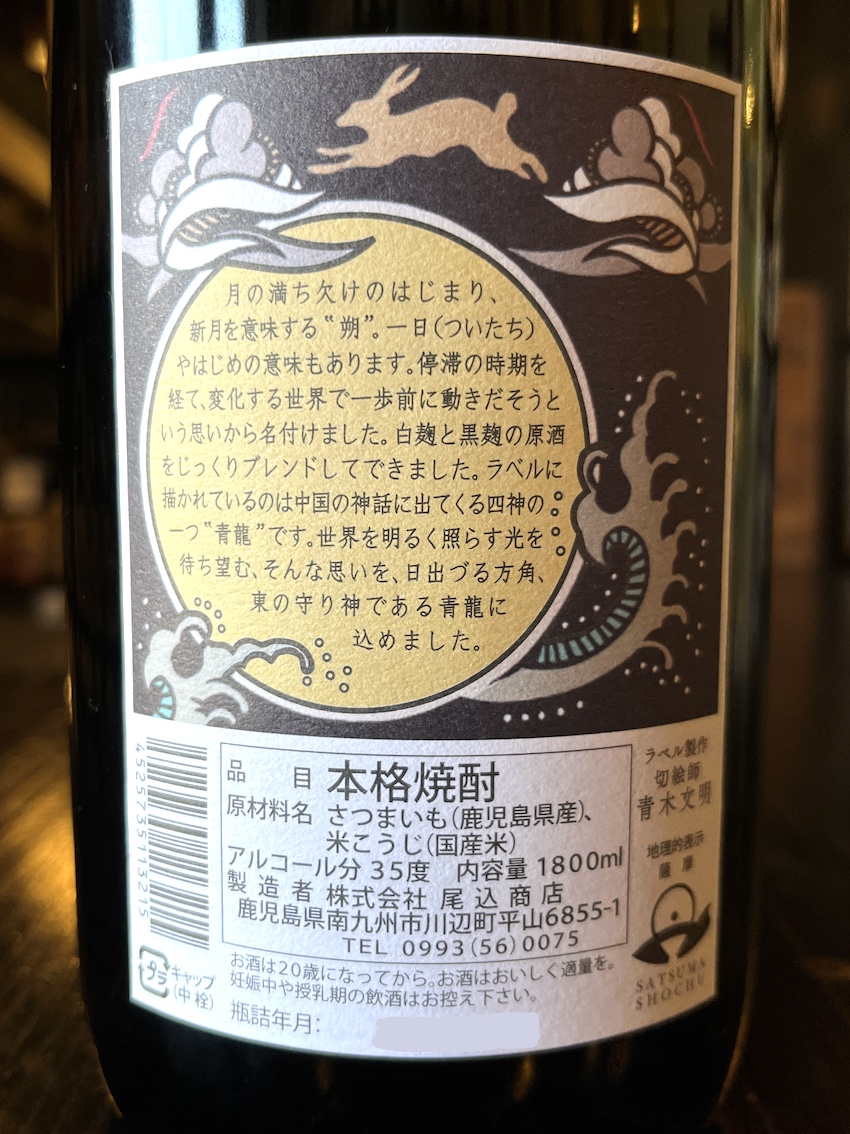 月の満ち欠けのはじまり、
新月を意味する“朔”。一日(ついたち)
やはじめの意味もあります。停滞の時期を
経て、変化する世界で一歩前に動きだそうと
いう思いから名付けました。白麹と黒麹の原酒
をじっくりブレンドしてできました。ラベルに
描かれているのは中国の神話に出てくる四神の
一つ“青龍”です。世界を明るく照らす光を
待ち望む、そんな思いを、日出づる方角、
東の守り神である青龍に
込めました。
4525735113215
品目 本格焼酎
原材料名 さつまいも(鹿児島県産)、
米こうじ(国産米)
アルコール分 35度 内容量 1800ml
製造者 株式会社 尾込商店
鹿児島県南九州市川辺町平山6855-1
TEL 0993(56)0075
ラベル製作
切絵師
青木文明
地理的表示
薩摩
SATSUMA
SHOCHU
タラ
キャップ
(中栓)
お酒は20歳になってから。お酒はおいしく適量を。
妊娠中や授乳期の飲酒はお控え下さい。
瓶詰年月: